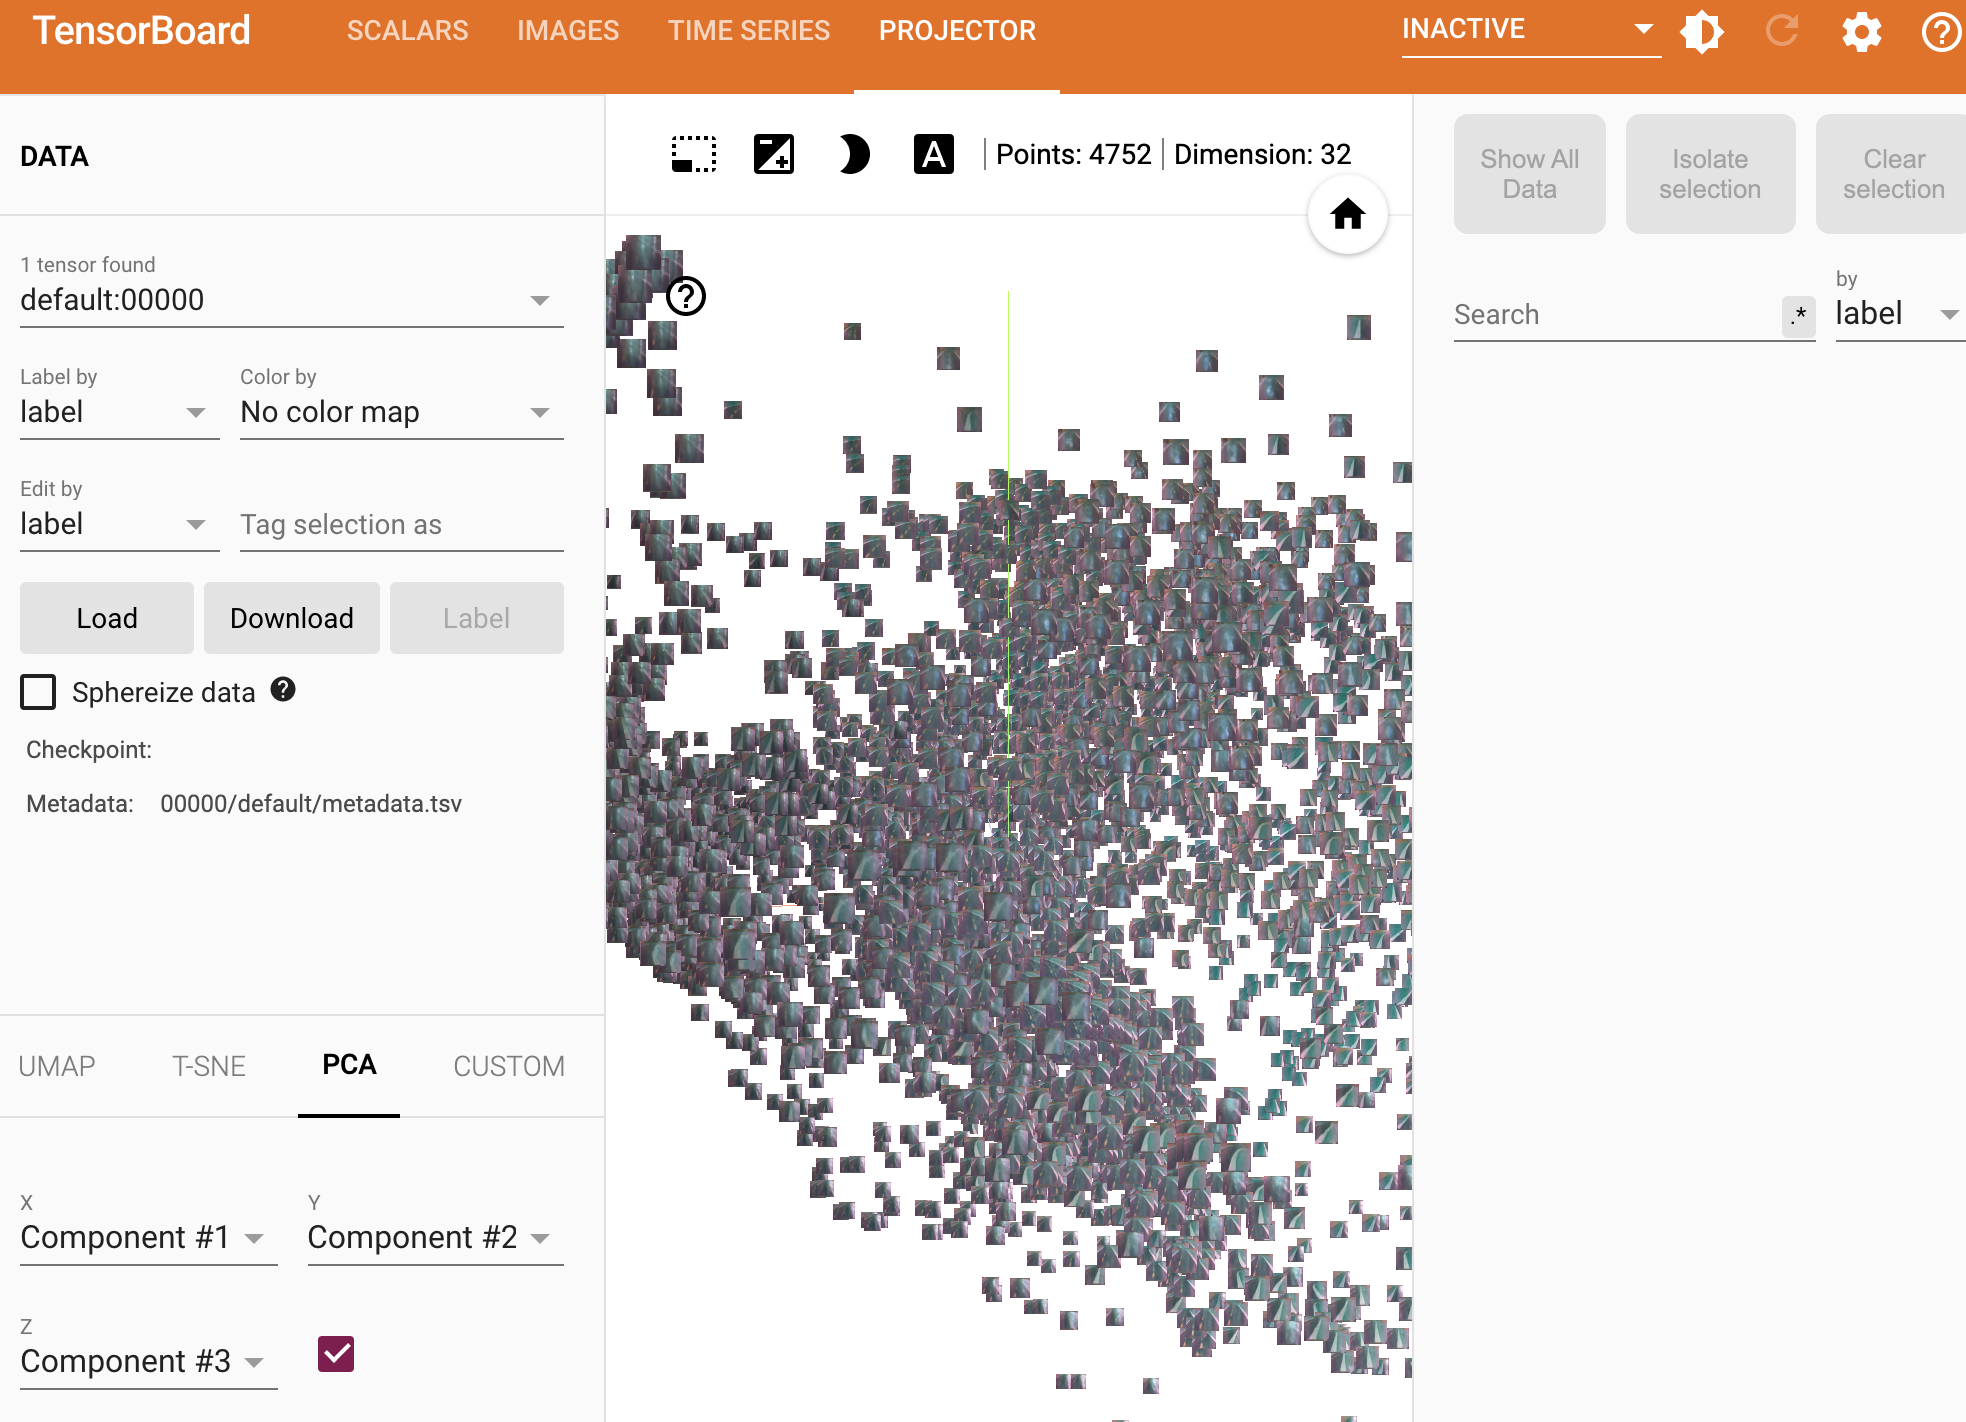 TensorBoard
SCALARS
IMAGES
TIME SERIES
PROJECTOR
INACTIVE
DATA
Points: 4752
Dimension: 32
Show All
Data
Isolate
selection
Clear
selection
1 tensor found
default:00000
Search
.*
by
label
Label by
label
Color by
No color map
Edit by
label
Tag selection as
Load
Download
Label
Sphereize data
Checkpoint:
Metadata: 00000/default/metadata.tsv
UMAP
T-SNE
PCA
CUSTOM
X
Component #1
Y
Component #2
Z
Component #3